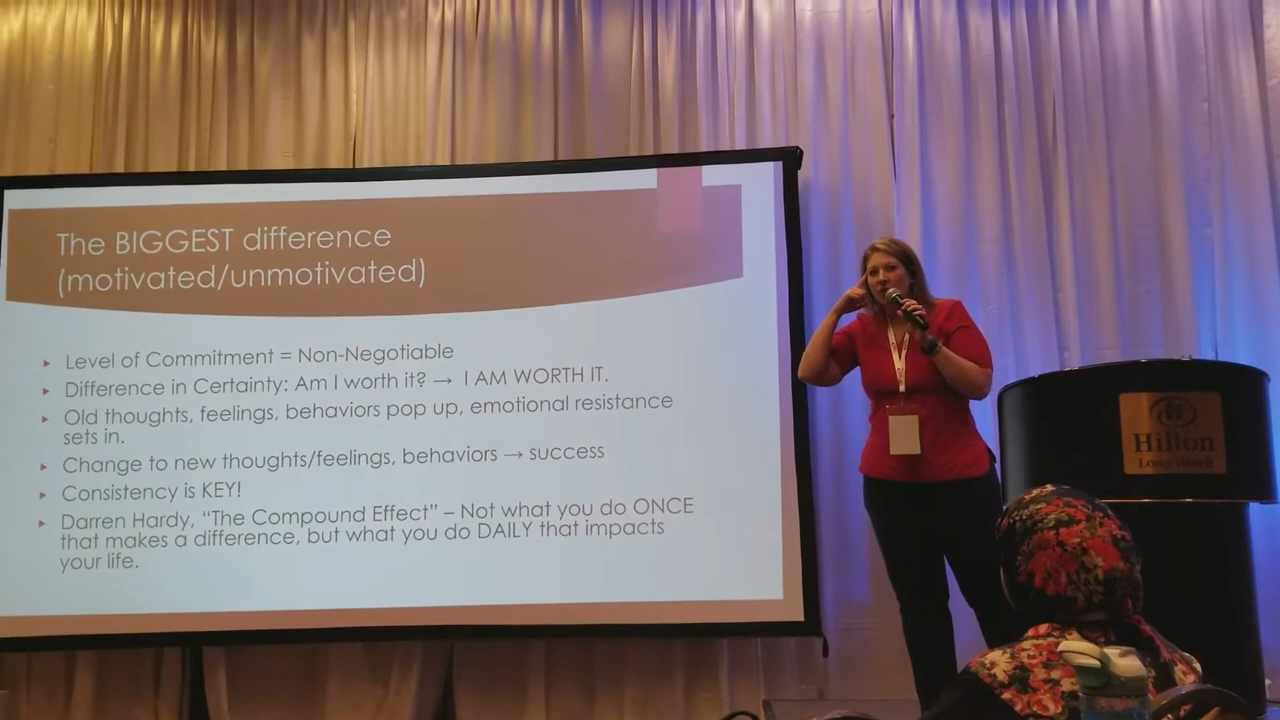 The BIGGEST difference
(motivated/unmotivated)
Level of Commitment = Non-Negotiable
Difference in Certainty: Am I worth it? → I AM WORTH IT.
Old thoughts, feelings, behaviors pop up, emotional resistance
sets in.
Change to new thoughts/feelings, behaviors → success
Consistency is KEY!
Darren Hardy, “The Compound Effect” – Not what you do ONCE
that makes a difference, but what you do DAILY that impacts
your life.
Hilton
Long Beach